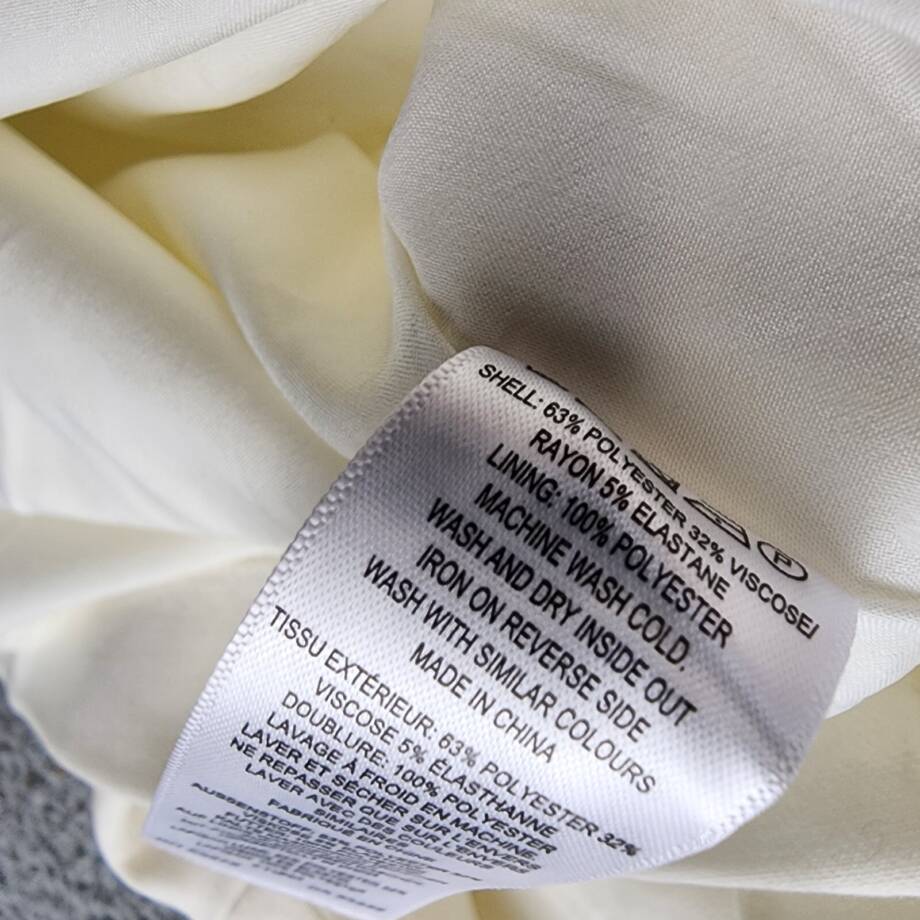 P
SHELL: 63% POLYESTER 32% VISCOSE/
RAYON 5% ELASTANE
LINING: 100% POLYESTER
MACHINE WASH COLD.
WASH AND DRY INSIDE OUT
IRON ON REVERSE SIDE
WASH WITH SIMILAR COLOURS
MADE IN CHINA
TISSU EXTÉRIEUR: 63% POLYESTER 32%
VISCOSE 5% ÉLASTHANNE
DOUBLURE: 100% POLYESTER
LAVAGE À FROID EN MACHINE.
LAVER ET SÉCHER SUR L'ENVERS
NE REPASSER QUE SUR L'ENVERS
LAVER AVEC DES